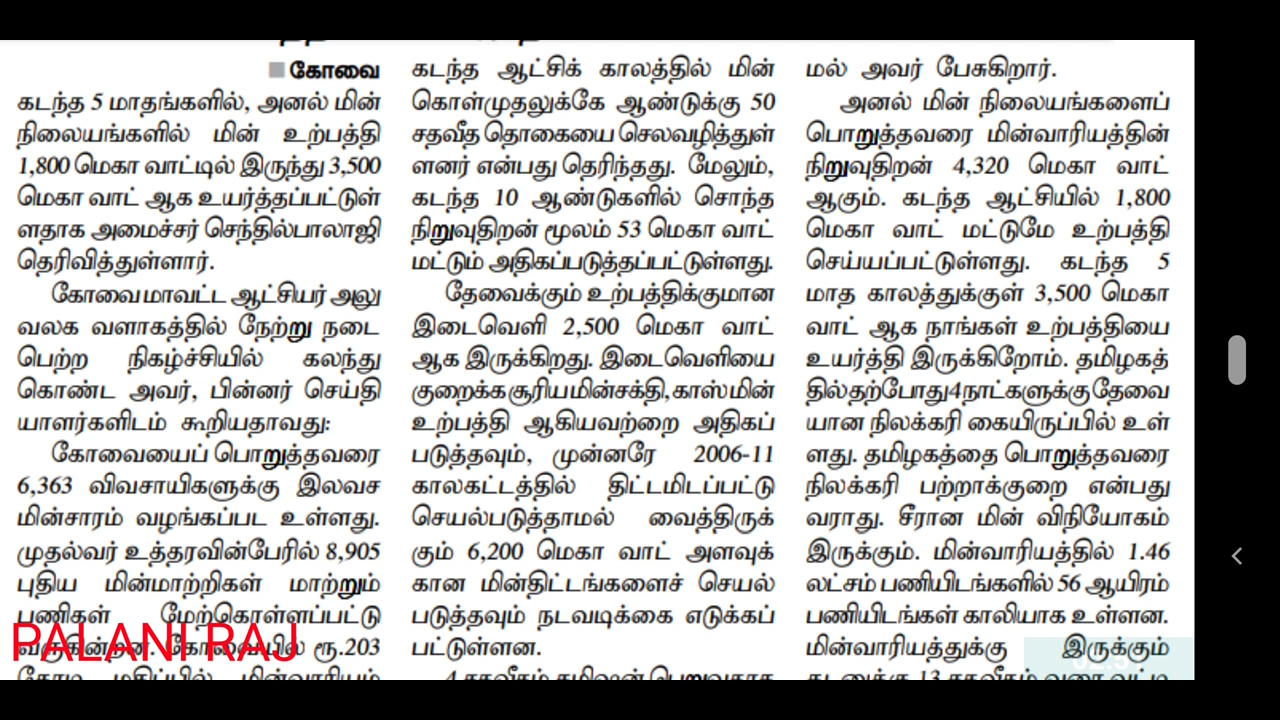 ■ கோவை
கடந்த 5 மாதங்களில், அனல் மின்
நிலையங்களில் மின் உற்பத்தி
1,800 மெகா வாட்டில் இருந்து 3,500
மெகா வாட் ஆக உயர்த்தப்பட்டுள்
ளதாக அமைச்சர் செந்தில்பாலாஜி
தெரிவித்துள்ளார்.
கோவை மாவட்ட ஆட்சியர் அலு
வலக வளாகத்தில் நேற்று நடை
பெற்ற நிகழ்ச்சியில் கலந்து
கொண்ட அவர், பின்னர் செய்தி
யாளர்களிடம் கூறியதாவது:
கோவையைப் பொறுத்தவரை
6,363 விவசாயிகளுக்கு இலவச
மின்சாரம் வழங்கப்பட உள்ளது.
முதல்வர் உத்தரவின்பேரில் 8,905
புதிய மின்மாற்றிகள் மாற்றும்
பணிகள் மேற்கொள்ளப்பட்டு
வருகின்றன. கோவையில் ரூ.203
கடந்த ஆட்சிக் காலத்தில் மின்
கொள்முதலுக்கே ஆண்டுக்கு 50
சதவீத தொகையை செலவழித்துள்
ளனர் என்பது தெரிந்தது. மேலும்,
கடந்த 10 ஆண்டுகளில் சொந்த
நிறுவுதிறன் மூலம் 53 மெகா வாட்
மட்டும் அதிகப்படுத்தப்பட்டுள்ளது.
தேவைக்கும் உற்பத்திக்குமான
இடைவெளி 2,500 மெகா வாட்
ஆக இருக்கிறது. இடைவெளியை
குறைக்க சூரிய மின்சக்தி, காஸ் மின்
உற்பத்தி ஆகியவற்றை அதிகப்
படுத்தவும், முன்னரே 2006-11
காலகட்டத்தில் திட்டமிடப்பட்டு
செயல்படுத்தாமல் வைத்திருக்
கும் 6,200 மெகா வாட் அளவுக்
கான மின்திட்டங்களைச் செயல்
படுத்தவும் நடவடிக்கை எடுக்கப்
பட்டுள்ளன.
மல் அவர் பேசுகிறார்.
அனல் மின் நிலையங்களைப்
பொறுத்தவரை மின்வாரியத்தின்
நிறுவுதிறன் 4,320 மெகா வாட்
ஆகும். கடந்த ஆட்சியில் 1,800
மெகா வாட் மட்டுமே உற்பத்தி
செய்யப்பட்டுள்ளது. கடந்த 5
மாத காலத்துக்குள் 3,500 மெகா
வாட் ஆக நாங்கள் உற்பத்தியை
உயர்த்தி இருக்கிறோம். தமிழகத்
தில் தற்போது 4 நாட்களுக்கு தேவை
யான நிலக்கரி கையிருப்பில் உள்
ளது. தமிழகத்தை பொறுத்தவரை
நிலக்கரி பற்றாக்குறை என்பது
வராது. சீரான மின் விநியோகம்
இருக்கும். மின்வாரியத்தில் 1.46
லட்சம் பணியிடங்களில் 56 ஆயிரம்
பணியிடங்கள் காலியாக உள்ளன.
மின்வாரியத்துக்கு இருக்கும்
PALANI RAJ